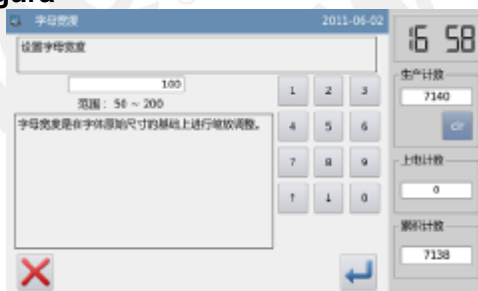 gura
字母宽度 2011-06-02
设置字母宽度
100
范围: 50 ~ 200
字母宽度是在字体原始尺寸的基础上进行缩放调整。
1 2 3
4 5 6
7 8 9
↑ ↓ 0
16 58
生产计数
7140
clr
上电计数
0
累积计数
7138